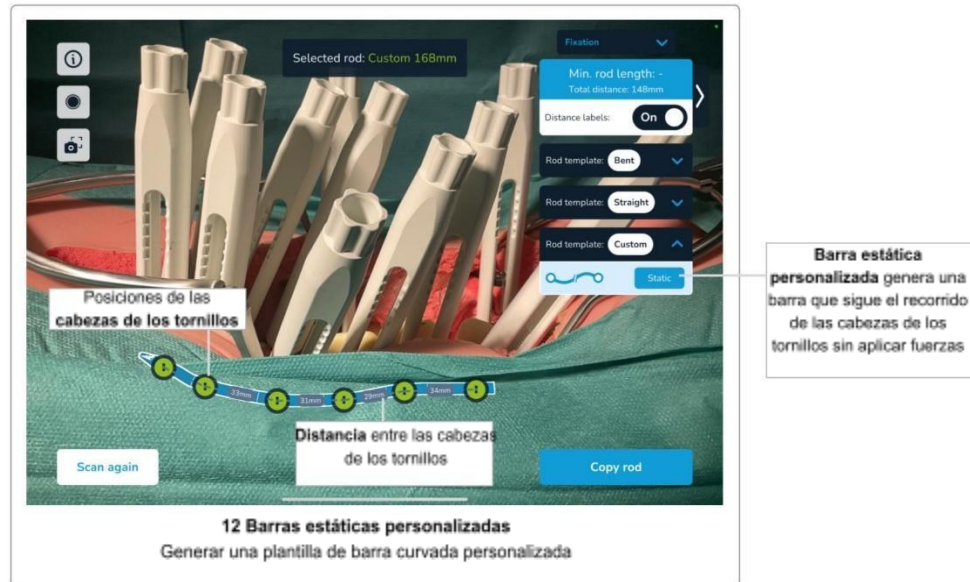 Selected rod: Custom 168mm
Fixation
Min. rod length: -
Total distance: 148mm
Distance labels: On
Rod template: Bent
Rod template: Straight
Rod template: Custom
Static
Barra estática
personalizada genera una
barra que sigue el recorrido
de las cabezas de los
tornillos sin aplicar fuerzas
Posiciones de las
cabezas de los tornillos
33mm
31mm
29mm
34mm
Distancia entre las cabezas
de los tornillos
Scan again
Copy rod
12 Barras estáticas personalizadas
Generar una plantilla de barra curvada personalizada